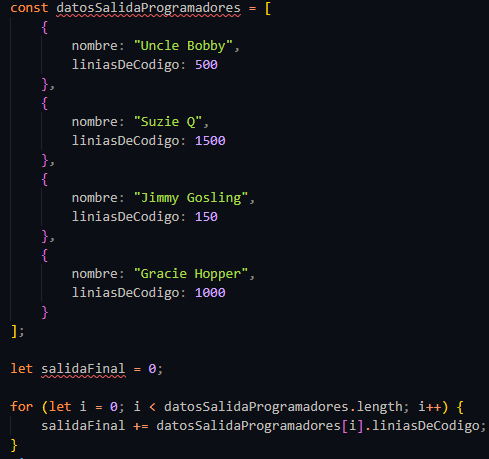 const datosSalidaProgramadores = [
    {
        nombre: "Uncle Bobby",
        liniasDeCodigo: 500
    },
    {
        nombre: "Suzie Q",
        liniasDeCodigo: 1500
    },
    {
        nombre: "Jimmy Gosling",
        liniasDeCodigo: 150
    },
    {
        nombre: "Gracie Hopper",
        liniasDeCodigo: 1000
    }
];

let salidaFinal = 0;

for (let i = 0; i < datosSalidaProgramadores.length; i++) {
    salidaFinal += datosSalidaProgramadores[i].liniasDeCodigo;
}